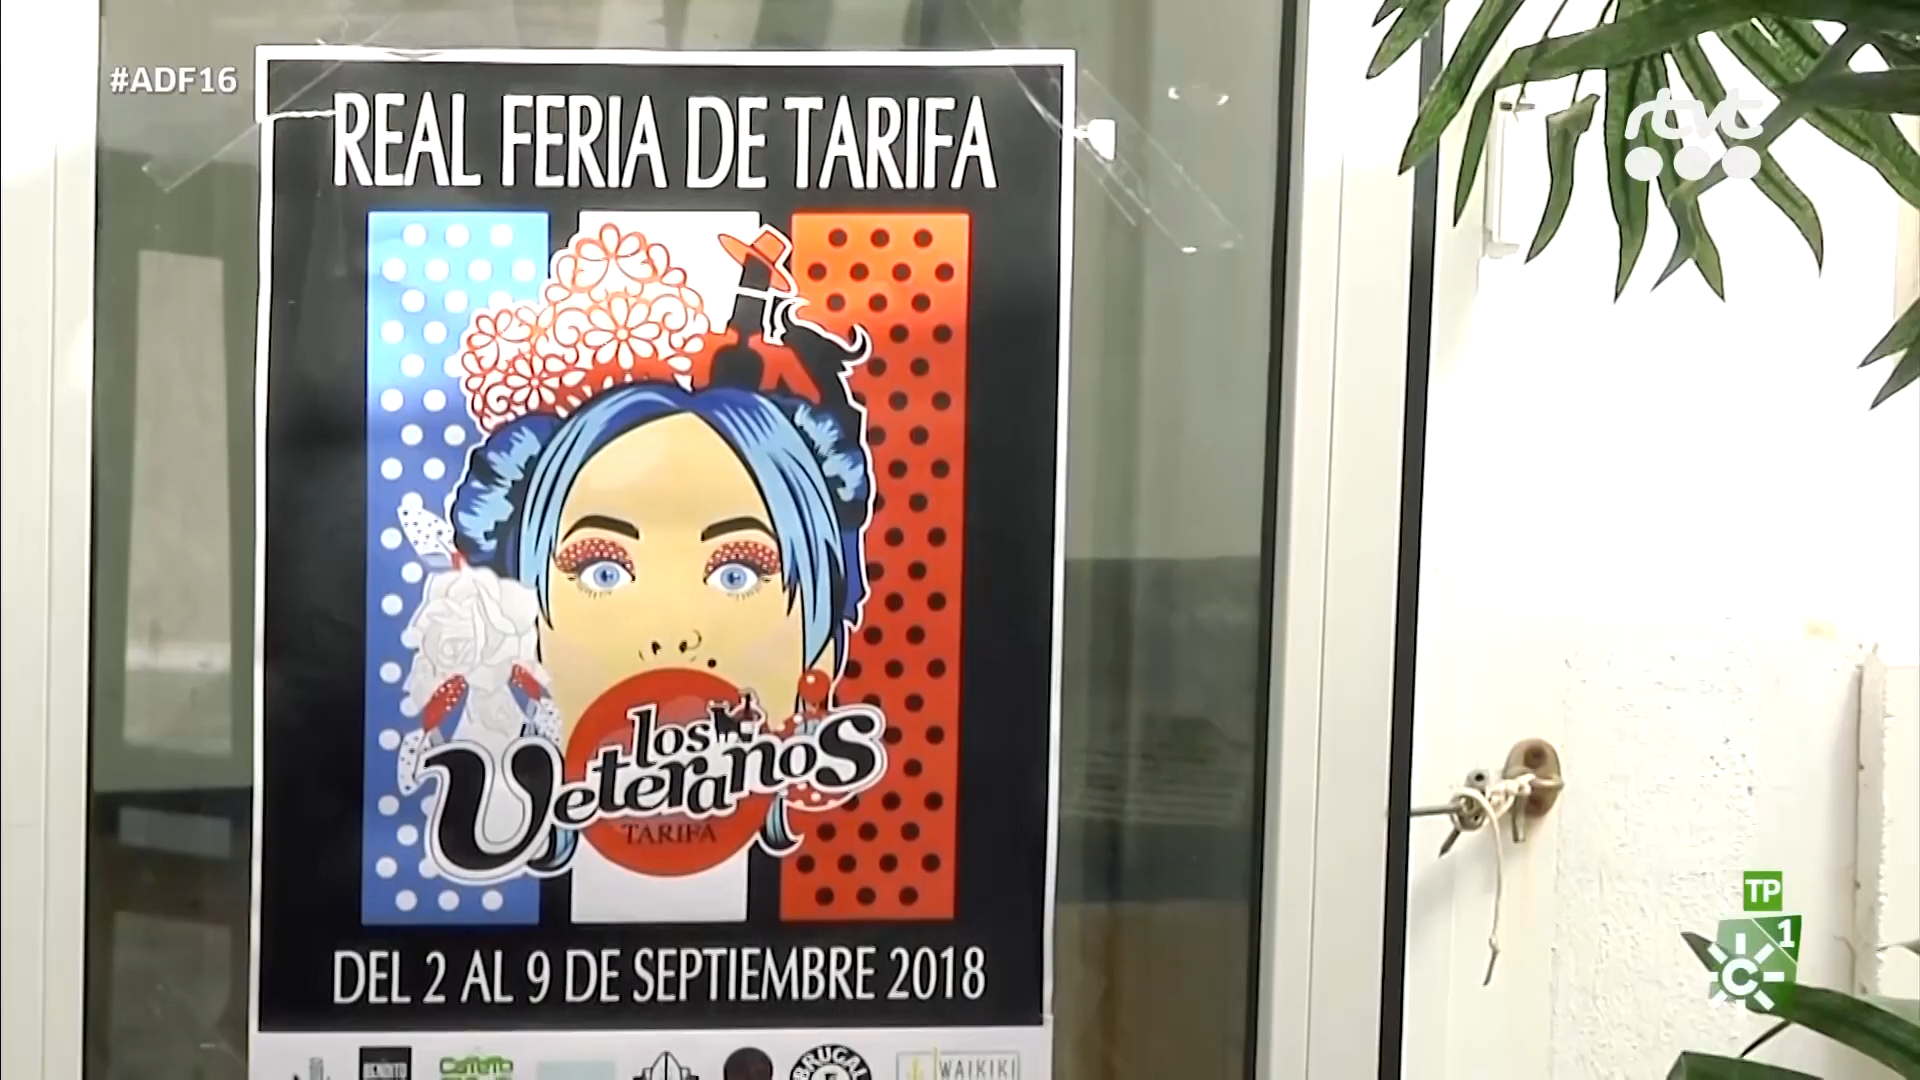 #ADF16
REAL FERIA DE TARIFA
rtvt
los
Veteranos
TARIFA
DEL 2 AL 9 DE SEPTIEMBRE 2018
BRUGAL
WAIKIKI
TP
1
C